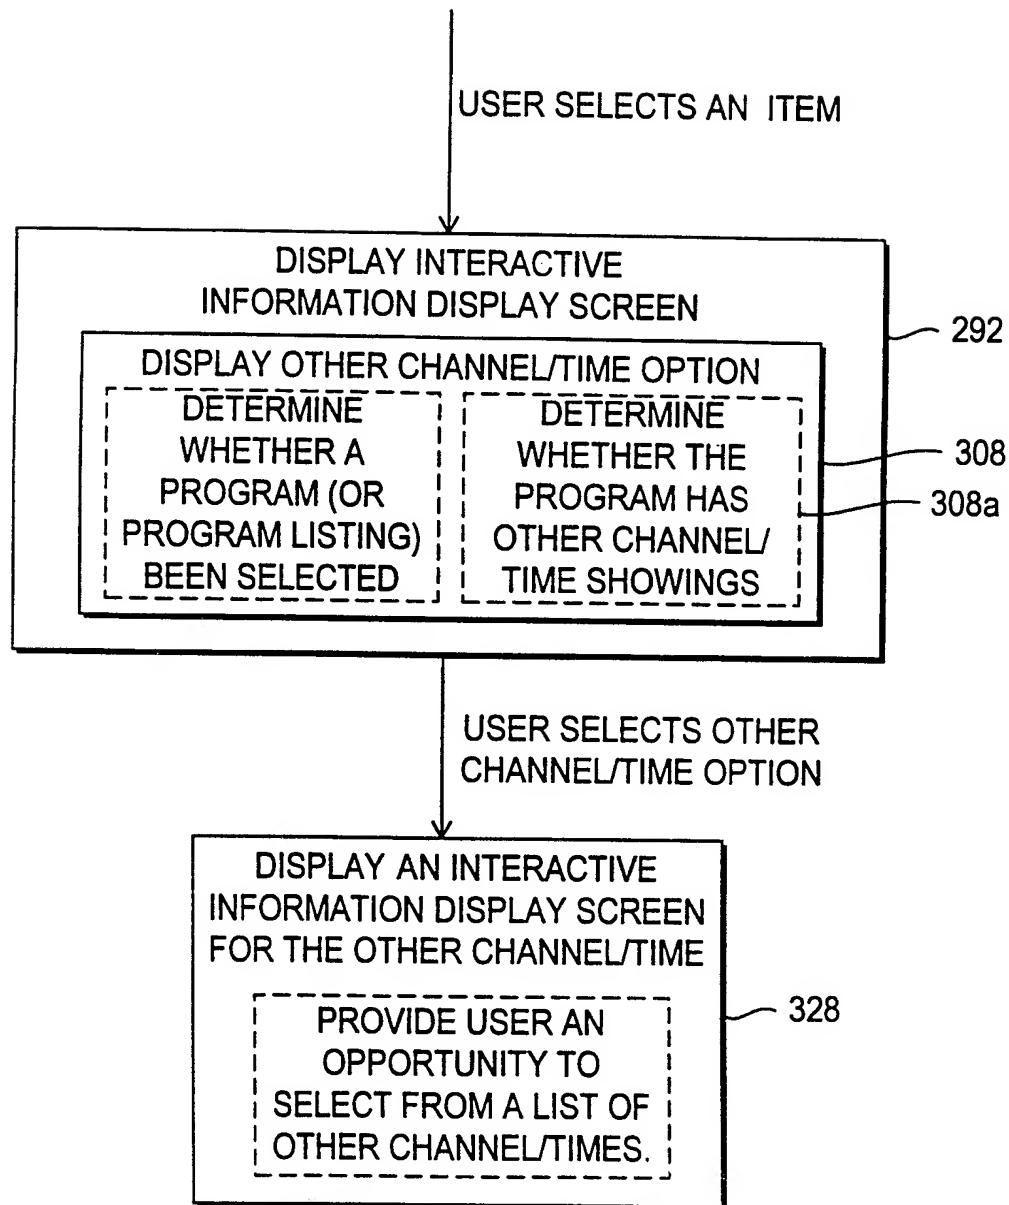 USER SELECTS AN ITEM
DISPLAY INTERACTIVE
INFORMATION DISPLAY SCREEN
292
DISPLAY OTHER CHANNEL/TIME OPTION
DETERMINE
WHETHER A
PROGRAM (OR
PROGRAM LISTING)
BEEN SELECTED
DETERMINE
WHETHER THE
PROGRAM HAS
OTHER CHANNEL/
TIME SHOWINGS
308
308a
USER SELECTS OTHER
CHANNEL/TIME OPTION
DISPLAY AN INTERACTIVE
INFORMATION DISPLAY SCREEN
FOR THE OTHER CHANNEL/TIME
PROVIDE USER AN
OPPORTUNITY TO
SELECT FROM A LIST OF
OTHER CHANNEL/TIMES.
328